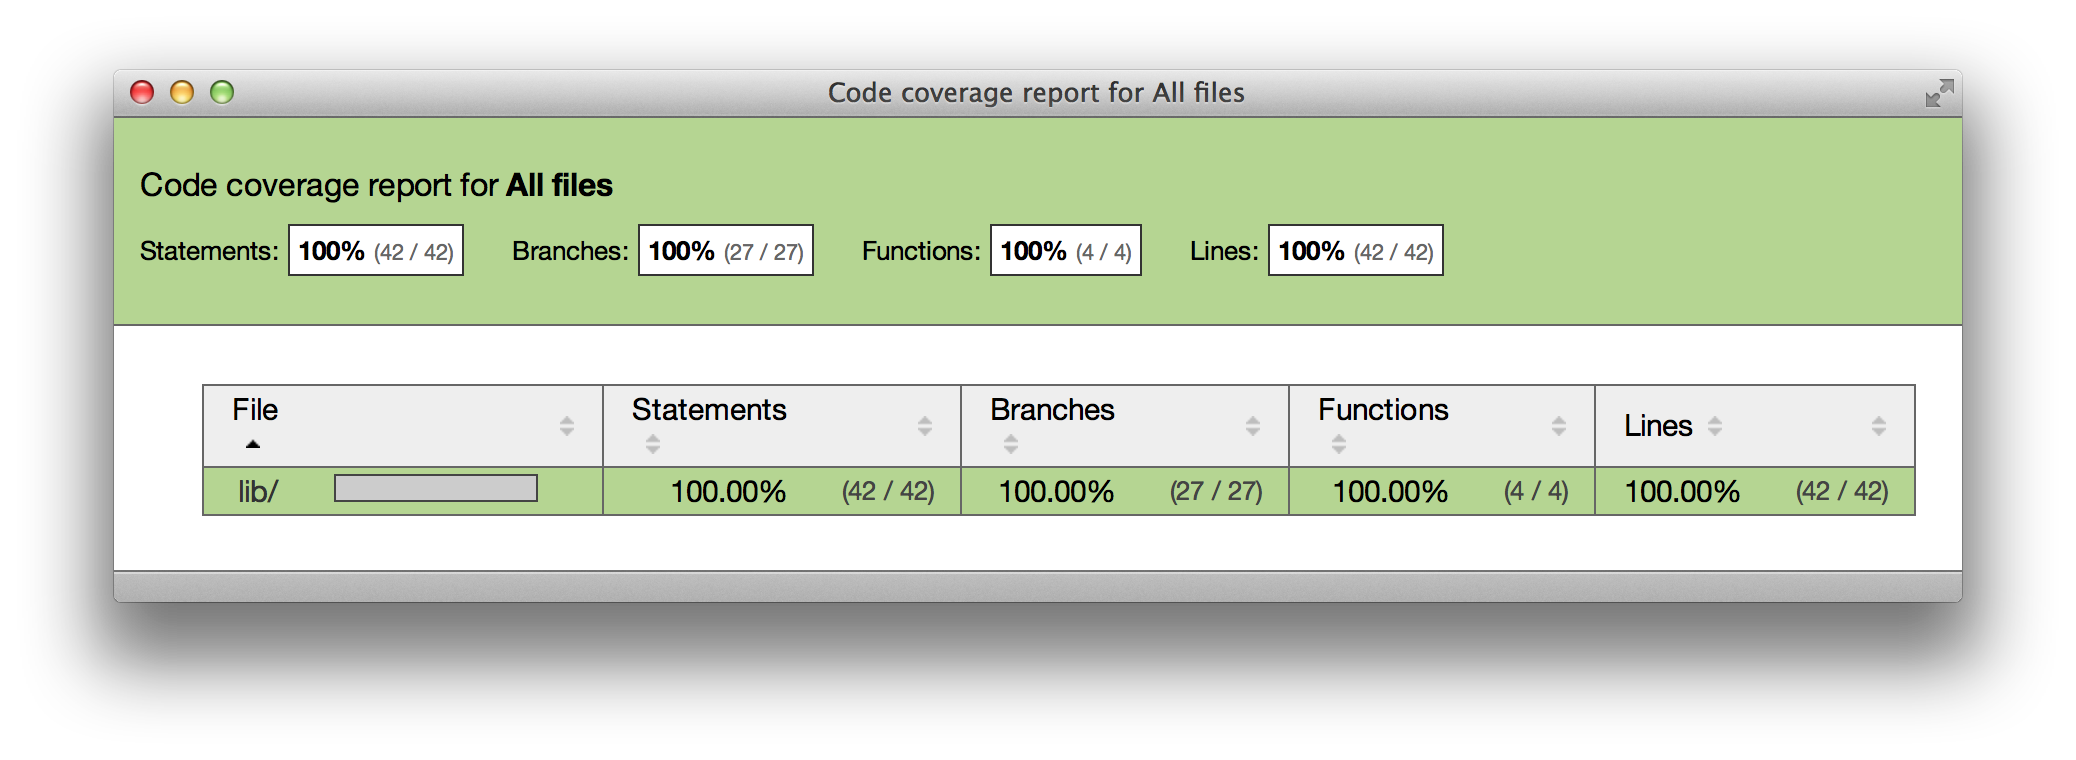 Code coverage report for All files
Code coverage report for All files
Statements: 100% (42 / 42) Branches: 100% (27 / 27) Functions: 100% (4 / 4) Lines: 100% (42 / 42)
File Statements Branches Functions Lines
lib/ 100.00% (42 / 42) 100.00% (27 / 27) 100.00% (4 / 4) 100.00% (42 / 42)